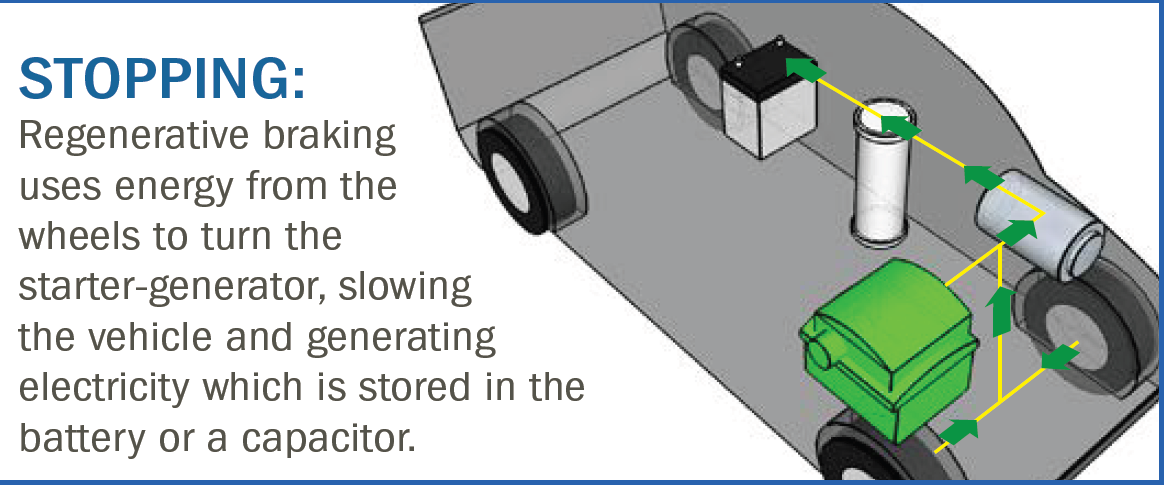 STOPPING:
Regenerative braking
uses energy from the
wheels to turn the
starter-generator, slowing
the vehicle and generating
electricity which is stored in the
battery or a capacitor.